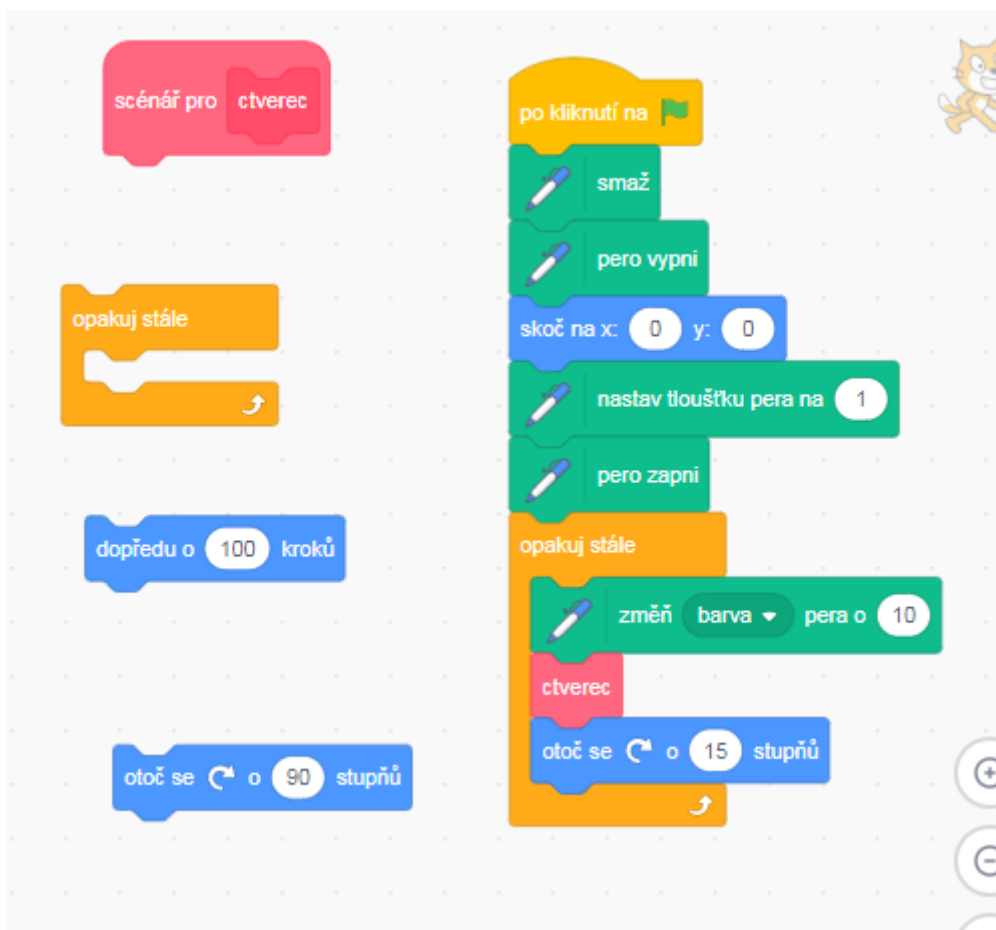 scénář pro ctverec
opakuj stále
dopředu o 100 kroků
otoč se o 90 stupňů
po kliknutí na
smaž
pero vypni
skoč na x: 0 y: 0
nastav tloušťku pera na 1
pero zapni
opakuj stále
změň barva pera o 10
ctverec
otoč se o 15 stupňů